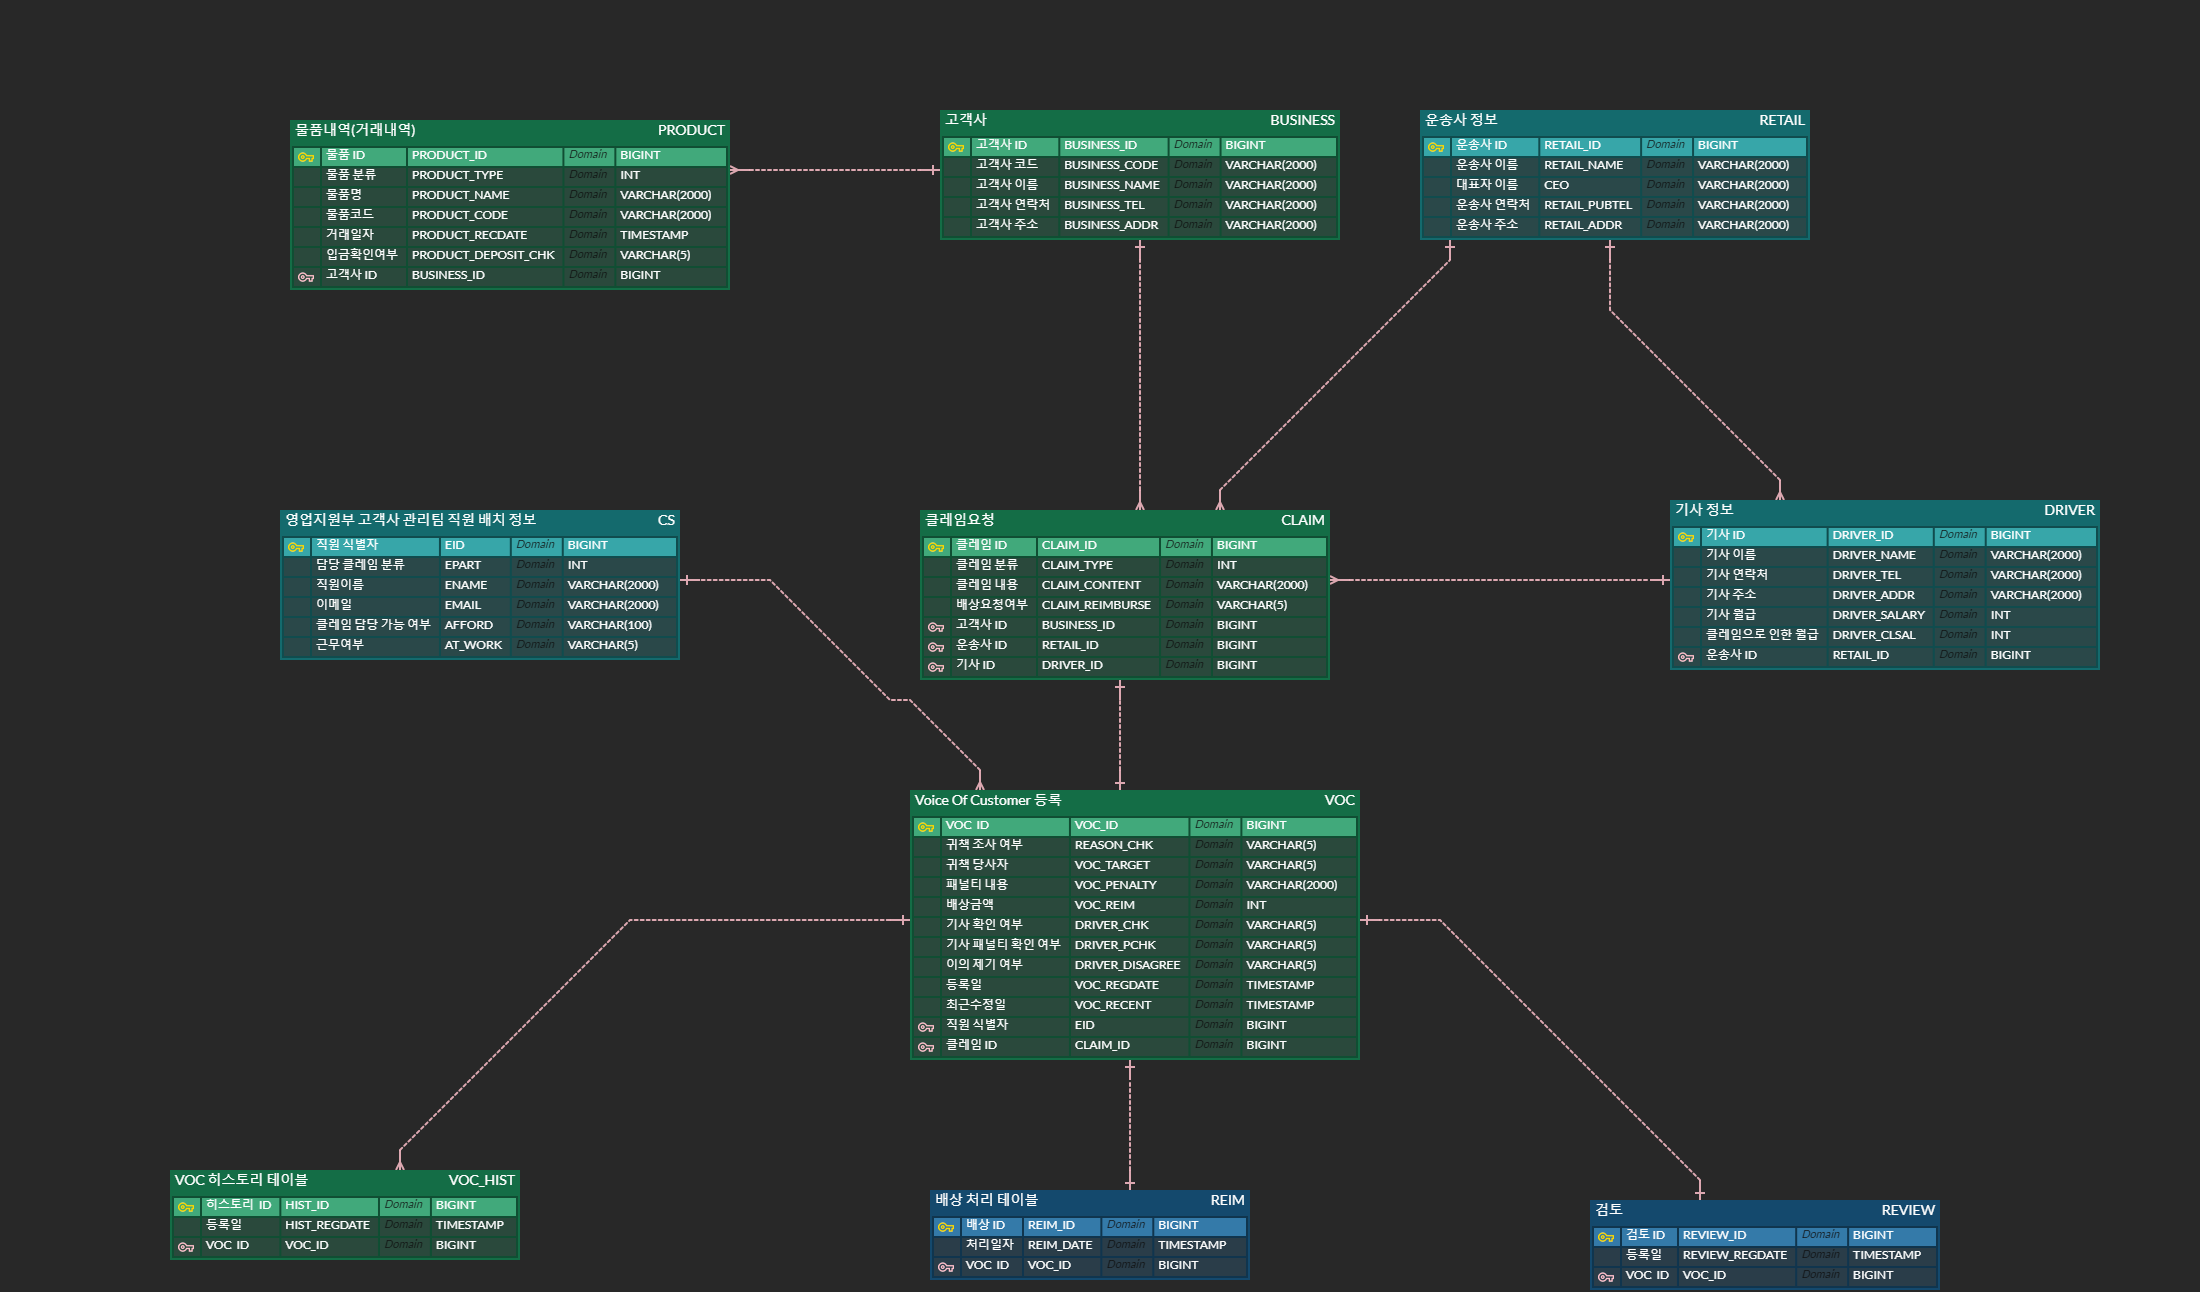 물품내역(거래내역) PRODUCT
물품 ID PRODUCT_ID Domain BIGINT
물품 분류 PRODUCT_TYPE Domain INT
물품명 PRODUCT_NAME Domain VARCHAR(2000)
물품코드 PRODUCT_CODE Domain VARCHAR(2000)
거래일자 PRODUCT_RECDATE Domain TIMESTAMP
입금확인여부 PRODUCT_DEPOSIT_CHK Domain VARCHAR(5)
고객사 ID BUSINESS_ID Domain BIGINT
고객사 BUSINESS
고객사 ID BUSINESS_ID Domain BIGINT
고객사 코드 BUSINESS_CODE Domain VARCHAR(2000)
고객사 이름 BUSINESS_NAME Domain VARCHAR(2000)
고객사 연락처 BUSINESS_TEL Domain VARCHAR(2000)
고객사 주소 BUSINESS_ADDR Domain VARCHAR(2000)
운송사 정보 RETAIL
운송사 ID RETAIL_ID Domain BIGINT
운송사 이름 RETAIL_NAME Domain VARCHAR(2000)
대표자 이름 CEO Domain VARCHAR(2000)
운송사 연락처 RETAIL_PUBTEL Domain VARCHAR(2000)
운송사 주소 RETAIL_ADDR Domain VARCHAR(2000)
영업지원부 고객사 관리팀 직원 배치 정보 CS
직원 식별자 EID Domain BIGINT
담당 클레임 분류 EPART Domain INT
직원이름 ENAME Domain VARCHAR(2000)
이메일 EMAIL Domain VARCHAR(2000)
클레임 담당 가능 여부 AFFORD Domain VARCHAR(100)
근무여부 AT_WORK Domain VARCHAR(5)
클레임요청 CLAIM
클레임 ID CLAIM_ID Domain BIGINT
클레임 분류 CLAIM_TYPE Domain INT
클레임 내용 CLAIM_CONTENT Domain VARCHAR(2000)
배상요청여부 CLAIM_REIMBURSE Domain VARCHAR(5)
고객사 ID BUSINESS_ID Domain BIGINT
운송사 ID RETAIL_ID Domain BIGINT
기사 ID DRIVER_ID Domain BIGINT
기사 정보 DRIVER
기사 ID DRIVER_ID Domain BIGINT
기사 이름 DRIVER_NAME Domain VARCHAR(2000)
기사 연락처 DRIVER_TEL Domain VARCHAR(2000)
기사 주소 DRIVER_ADDR Domain VARCHAR(2000)
기사 월급 DRIVER_SALARY Domain INT
클레임으로 인한 월급 DRIVER_CLSAL Domain INT
운송사 ID RETAIL_ID Domain BIGINT
Voice Of Customer 등록 VOC
VOC ID VOC_ID Domain BIGINT
귀책 조사 여부 REASON_CHK Domain VARCHAR(5)
귀책 당사자 VOC_TARGET Domain VARCHAR(5)
패널티 내용 VOC_PENALTY Domain VARCHAR(2000)
배상금액 VOC_REIM Domain INT
기사 확인 여부 DRIVER_CHK Domain VARCHAR(5)
기사 패널티 확인 여부 DRIVER_PCHK Domain VARCHAR(5)
이의 제기 여부 DRIVER_DISAGREE Domain VARCHAR(5)
등록일 VOC_REGDATE Domain TIMESTAMP
최근수정일 VOC_RECENT Domain TIMESTAMP
직원 식별자 EID Domain BIGINT
클레임 ID CLAIM_ID Domain BIGINT
VOC 히스토리 테이블 VOC_HIST
히스토리 ID HIST_ID Domain BIGINT
등록일 HIST_REGDATE Domain TIMESTAMP
VOC ID VOC_ID Domain BIGINT
배상 처리 테이블 REIM
배상 ID REIM_ID Domain BIGINT
처리일자 REIM_DATE Domain TIMESTAMP
VOC ID VOC_ID Domain BIGINT
검토 REVIEW
검토 ID REVIEW_ID Domain BIGINT
등록일 REVIEW_REGDATE Domain TIMESTAMP
VOC ID VOC_ID Domain BIGINT